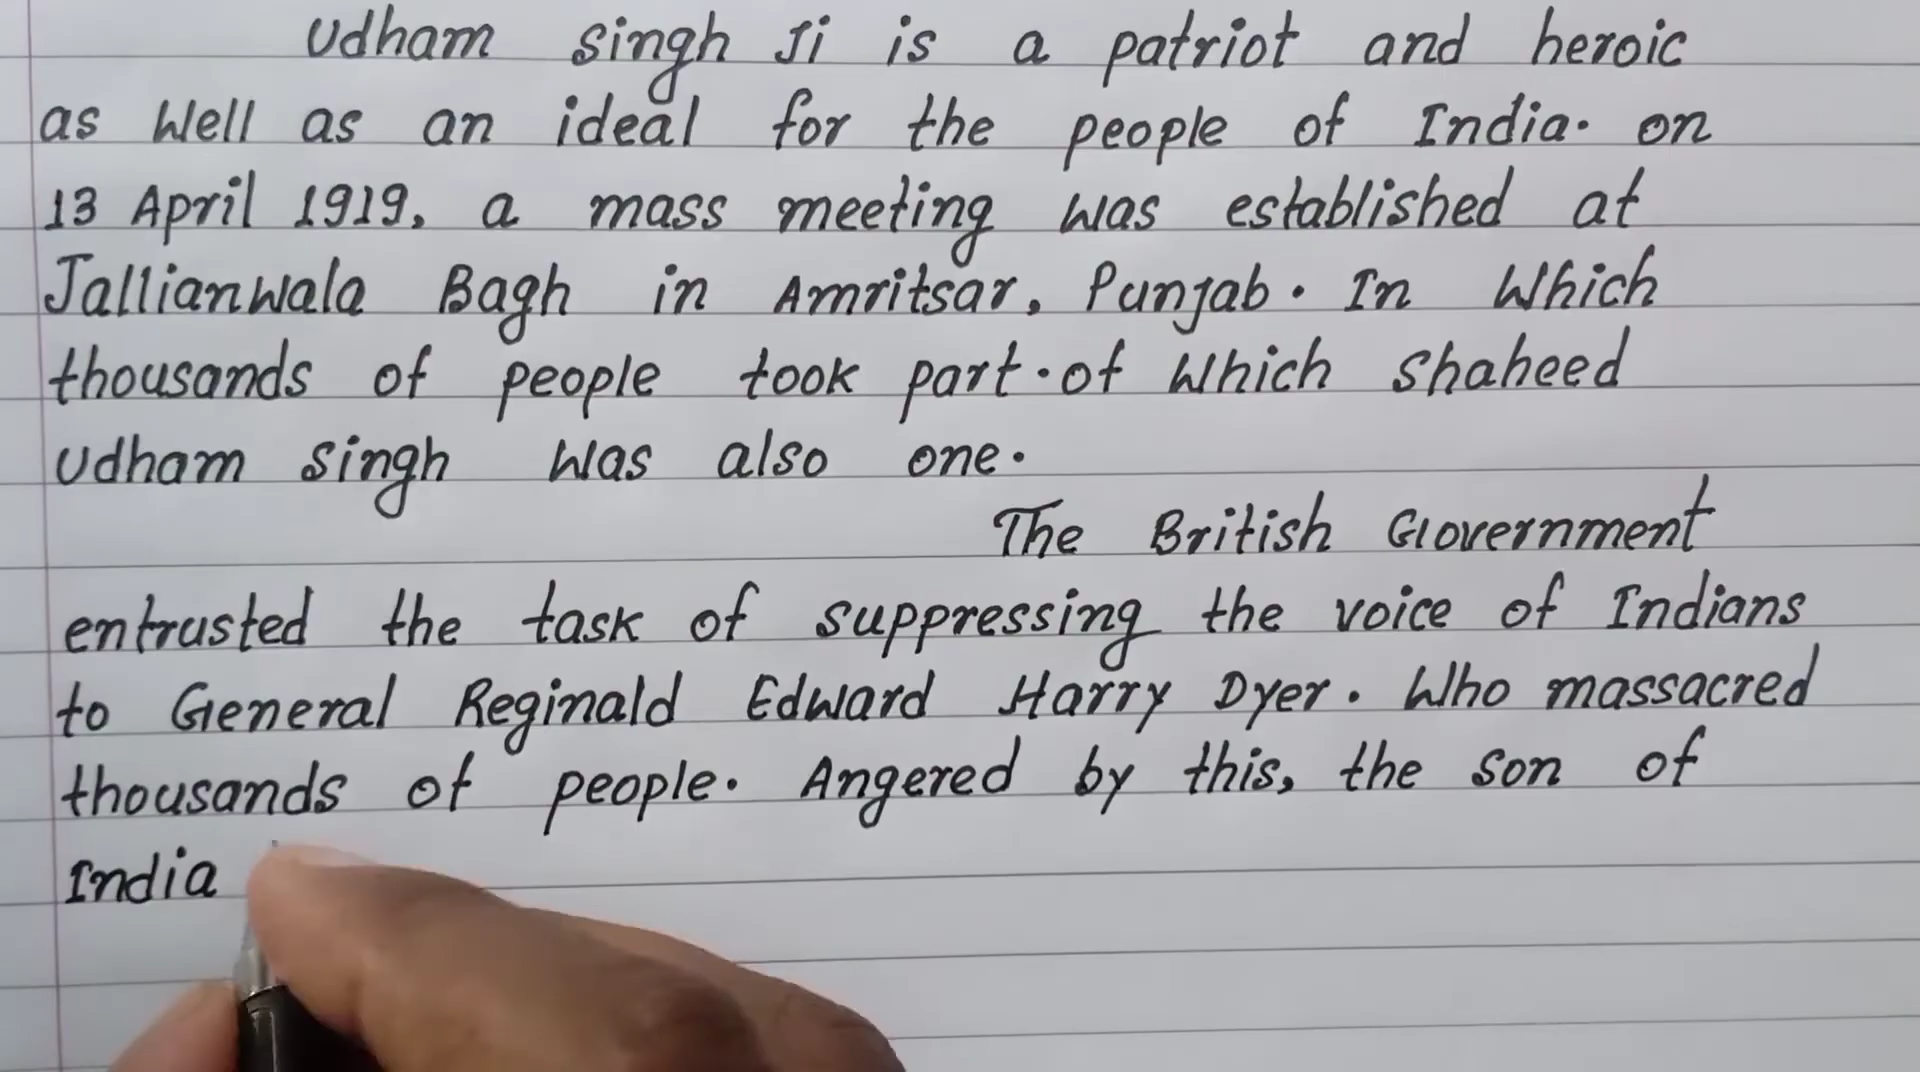 Udham singh Ji is a patriot and heroic
as well as an ideal for the people of India. on
13 April 1919, a mass meeting was established at
Jallianwala Bagh in Amritsar, Punjab. In which
thousands of people took part.of which shaheed
Udham singh was also one.
The British Government
entrusted the task of suppressing the voice of Indians
to General Reginald Edward Harry Dyer. Who massacred
thousands of people. Angered by this, the son of
India